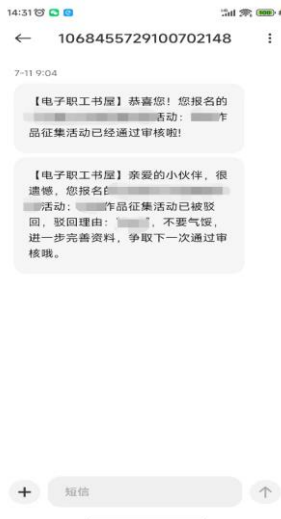 14:31
1068455729100702148
7-11 9:04
【电子职工书屋】恭喜您！您报名的
活动：作
品征集活动已经通过审核啦!
【电子职工书屋】亲爱的小伙伴，很
遗憾，您报名的
活动：作品征集活动已被驳
回，驳回理由：，不要气馁，
进一步完善资料，争取下一次通过审
核哦。
短信